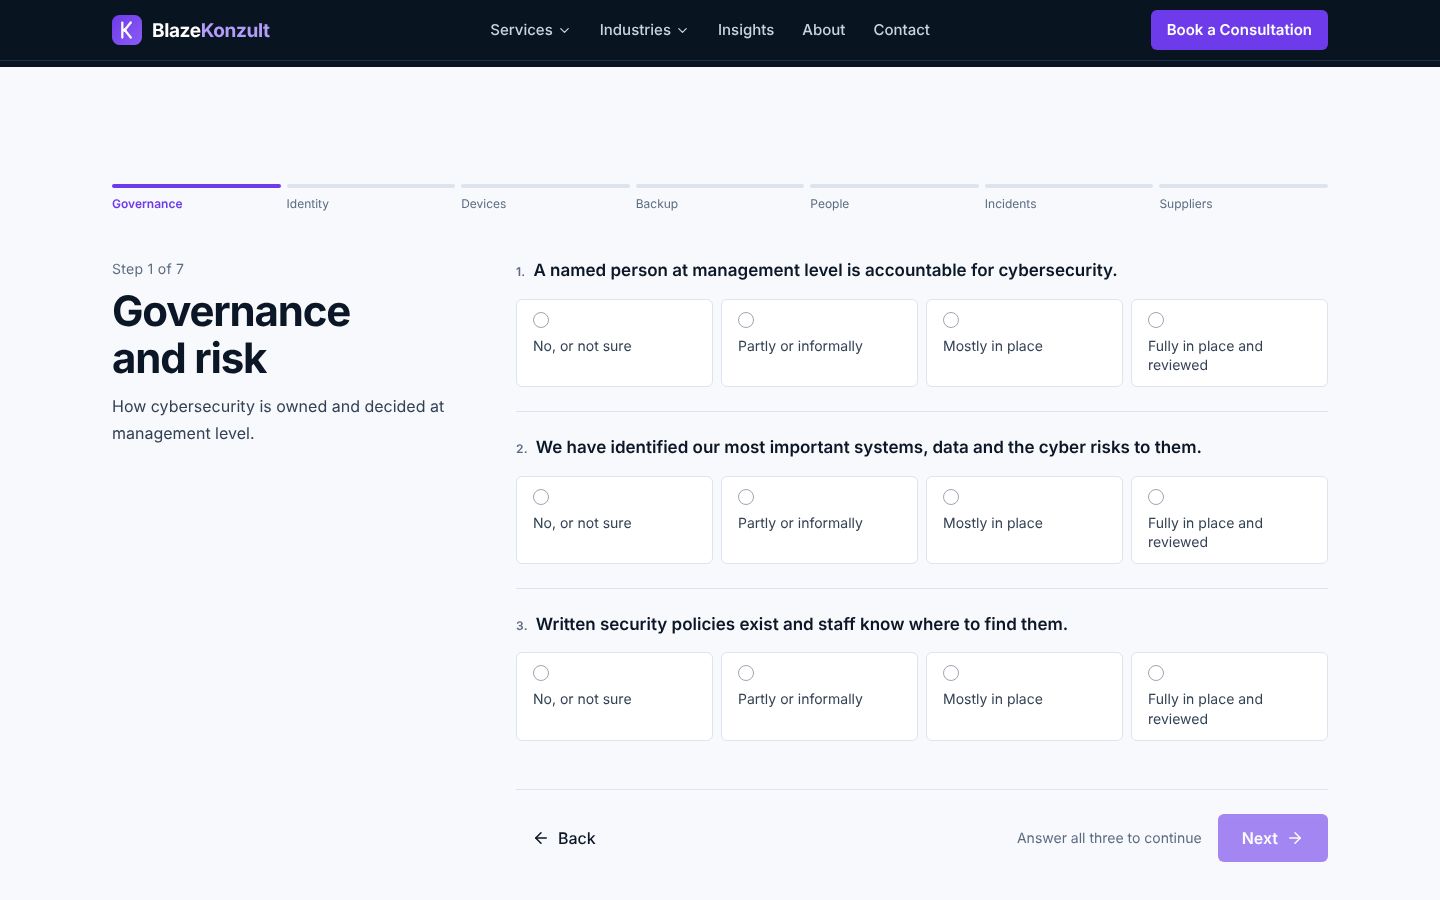 BlazeKonzult
Services
Industries
Insights
About
Contact
Book a Consultation
Governance
Identity
Devices
Backup
People
Incidents
Suppliers
Step 1 of 7
Governance
and risk
How cybersecurity is owned and decided at
management level.
1. A named person at management level is accountable for cybersecurity.
No, or not sure
Partly or informally
Mostly in place
Fully in place and
reviewed
2. We have identified our most important systems, data and the cyber risks to them.
No, or not sure
Partly or informally
Mostly in place
Fully in place and
reviewed
3. Written security policies exist and staff know where to find them.
No, or not sure
Partly or informally
Mostly in place
Fully in place and
reviewed
Back
Answer all three to continue
Next